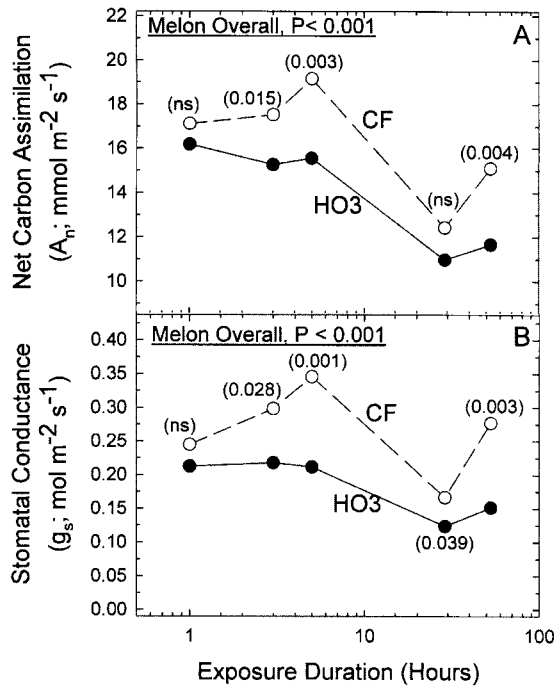 Melon Overall, P< 0.001
A
Net Carbon Assimilation
(Aₙ; mmol m⁻² s⁻¹)
22
20
18
16
14
12
10
(ns)
(0.015)
(0.003)
(ns)
(0.004)
CF
HO3
Melon Overall, P < 0.001
B
Stomatal Conductance
(gₛ; mol m⁻² s⁻¹)
0.40
0.35
0.30
0.25
0.20
0.15
0.10
0.05
0.00
(ns)
(0.028)
(0.001)
(0.003)
CF
HO3
(0.039)
1
10
100
Exposure Duration (Hours)